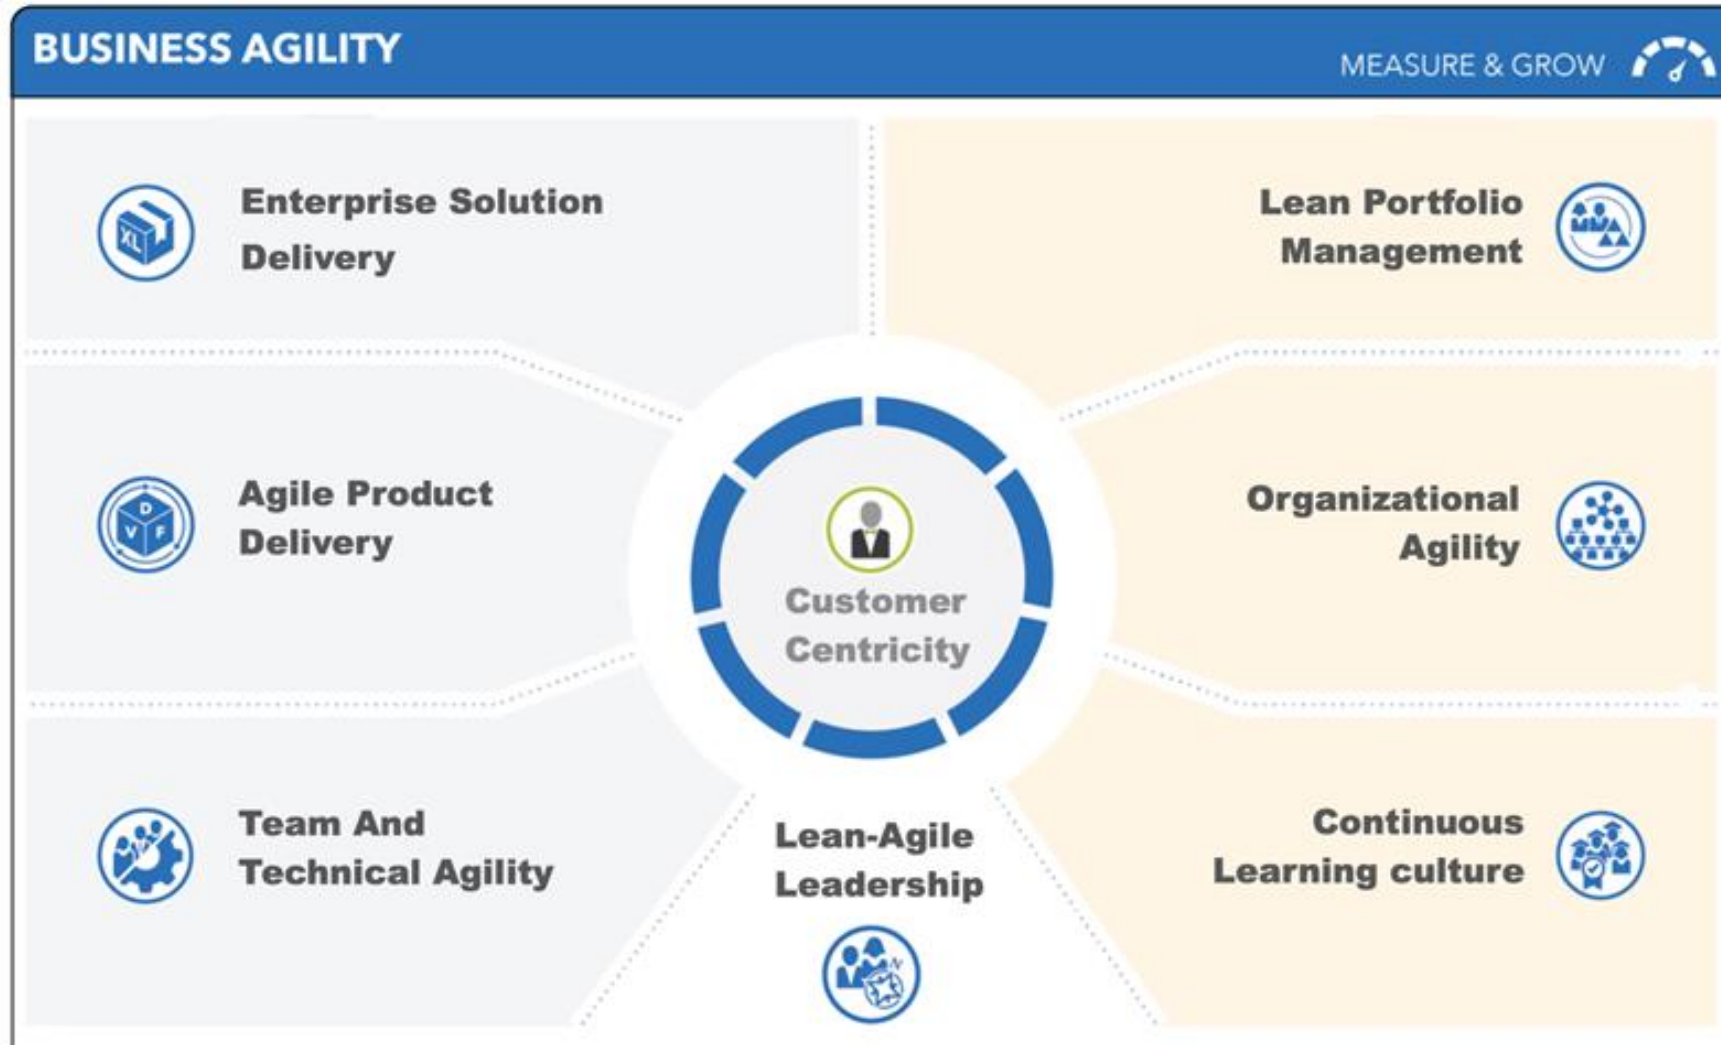 BUSINESS AGILITY
MEASURE & GROW
Enterprise Solution
Delivery
Lean Portfolio
Management
XL
Agile Product
Delivery
D
V F
Organizational
Agility
Customer
Centricity
Team And
Technical Agility
Lean-Agile
Leadership
N
Continuous
Learning culture